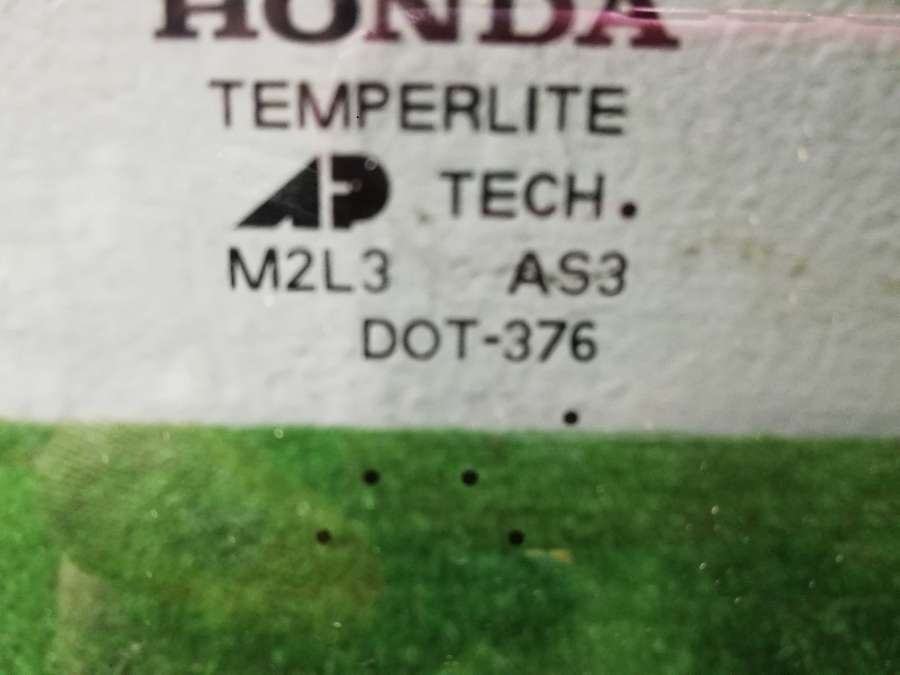 HONDA
TEMPERLITE
AP TECH.
M2L3 AS3
DOT-376